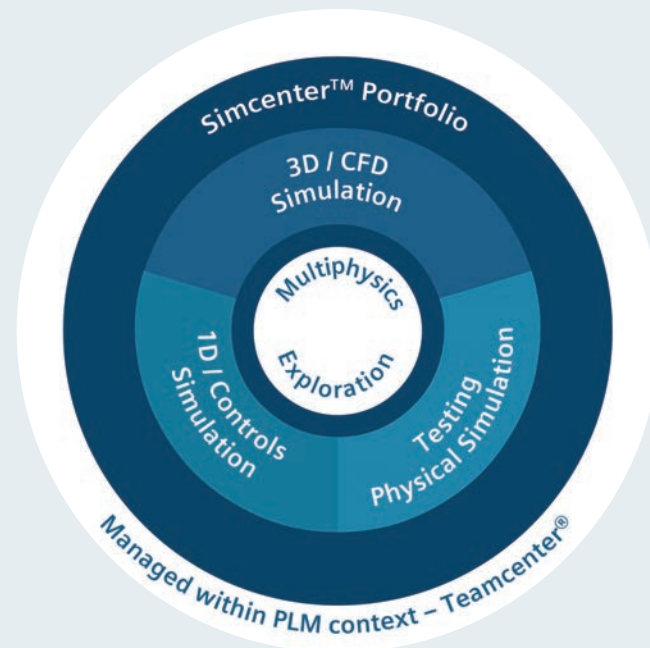 Simcenter™ Portfolio
3D / CFD
Simulation
Multiphysics
Exploration
1D / Controls
Simulation
Testing
Physical Simulation
Managed within PLM context – Teamcenter®